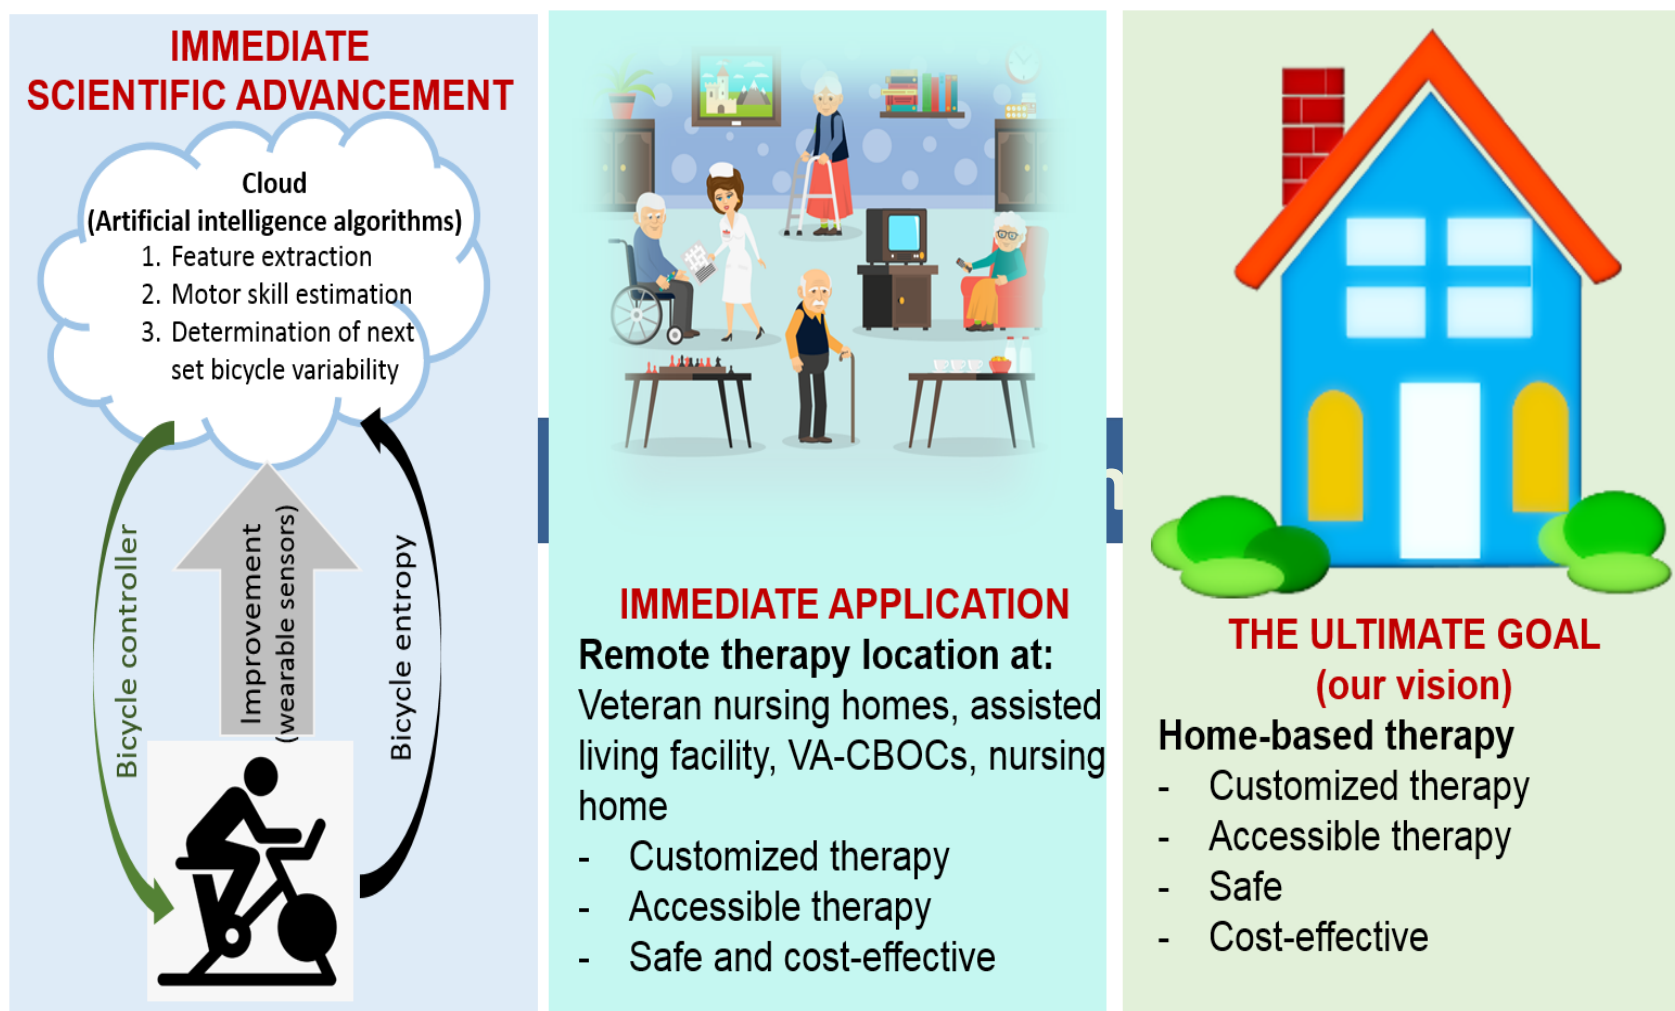 IMMEDIATE
SCIENTIFIC ADVANCEMENT
Cloud
(Artificial intelligence algorithms)
1. Feature extraction
2. Motor skill estimation
3. Determination of next
set bicycle variability
Bicycle controller
Improvement
(wearable sensors)
Bicycle entropy
IMMEDIATE APPLICATION
Remote therapy location at:
Veteran nursing homes, assisted
living facility, VA-CBOCs, nursing
home
- Customized therapy
- Accessible therapy
- Safe and cost-effective
THE ULTIMATE GOAL
(our vision)
Home-based therapy
- Customized therapy
- Accessible therapy
- Safe
- Cost-effective